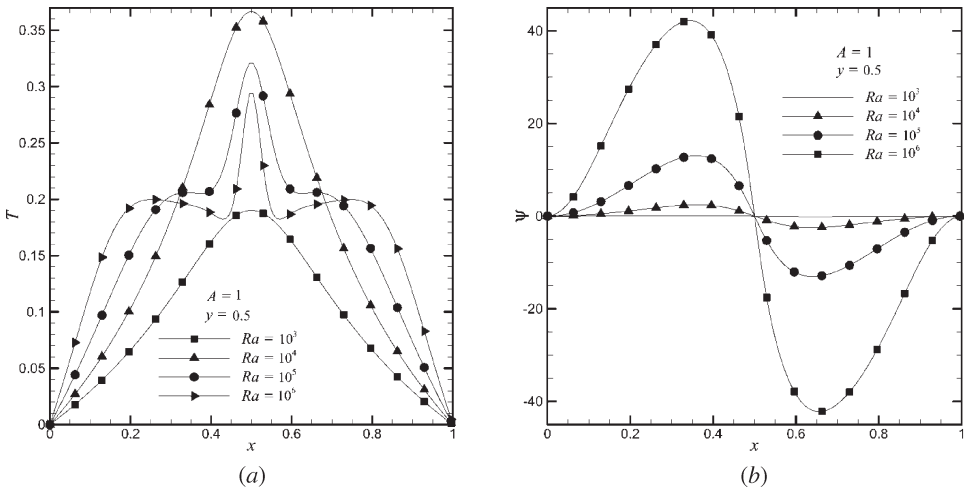 0.35
0.3
0.25
0.2
0.15
0.1
0.05
0
T
A = 1
y = 0.5
Ra = 10³
Ra = 10⁴
Ra = 10⁵
Ra = 10⁶
0 0.2 0.4 0.6 0.8 1
x
(a)
40
20
0
-20
-40
Ψ
A = 1
y = 0.5
Ra = 10³
Ra = 10⁴
Ra = 10⁵
Ra = 10⁶
0 0.2 0.4 0.6 0.8 1
x
(b)